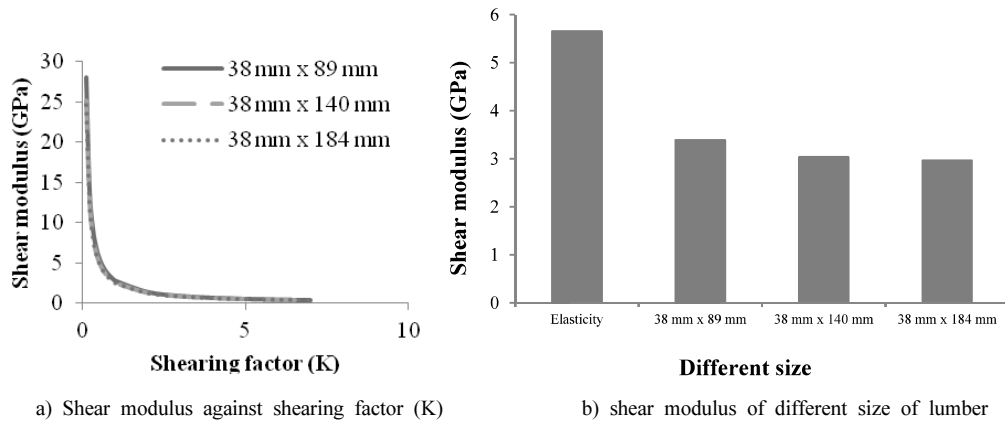 30
25
20
15
10
5
0
Shear modulus (GPa)
38 mm x 89 mm
38 mm x 140 mm
38 mm x 184 mm
0 5 10
Shearing factor (K)
a) Shear modulus against shearing factor (K)
6
5
4
3
2
1
0
Shear modulus (GPa)
Elasticity 38 mm x 89 mm 38 mm x 140 mm 38 mm x 184 mm
Different size
b) shear modulus of different size of lumber